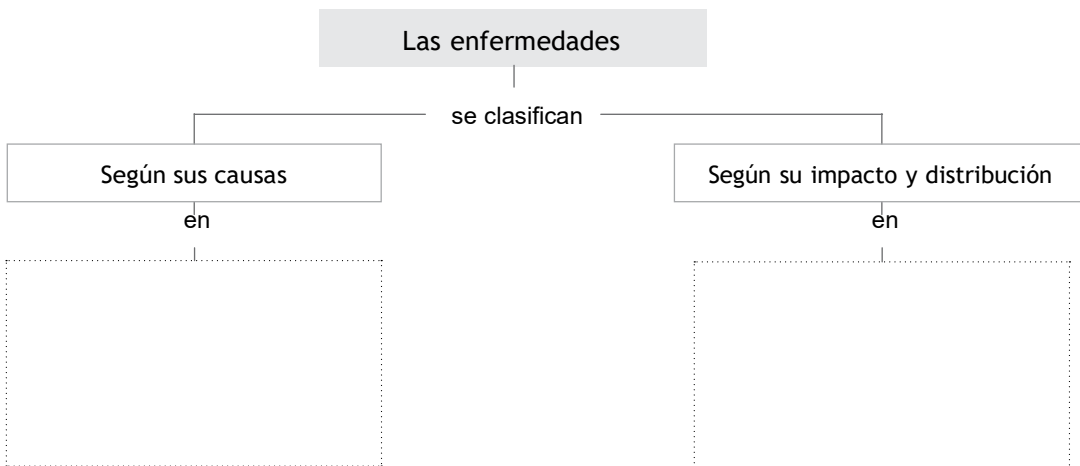 Las enfermedades
se clasifican
Según sus causas
Según su impacto y distribución
en
en